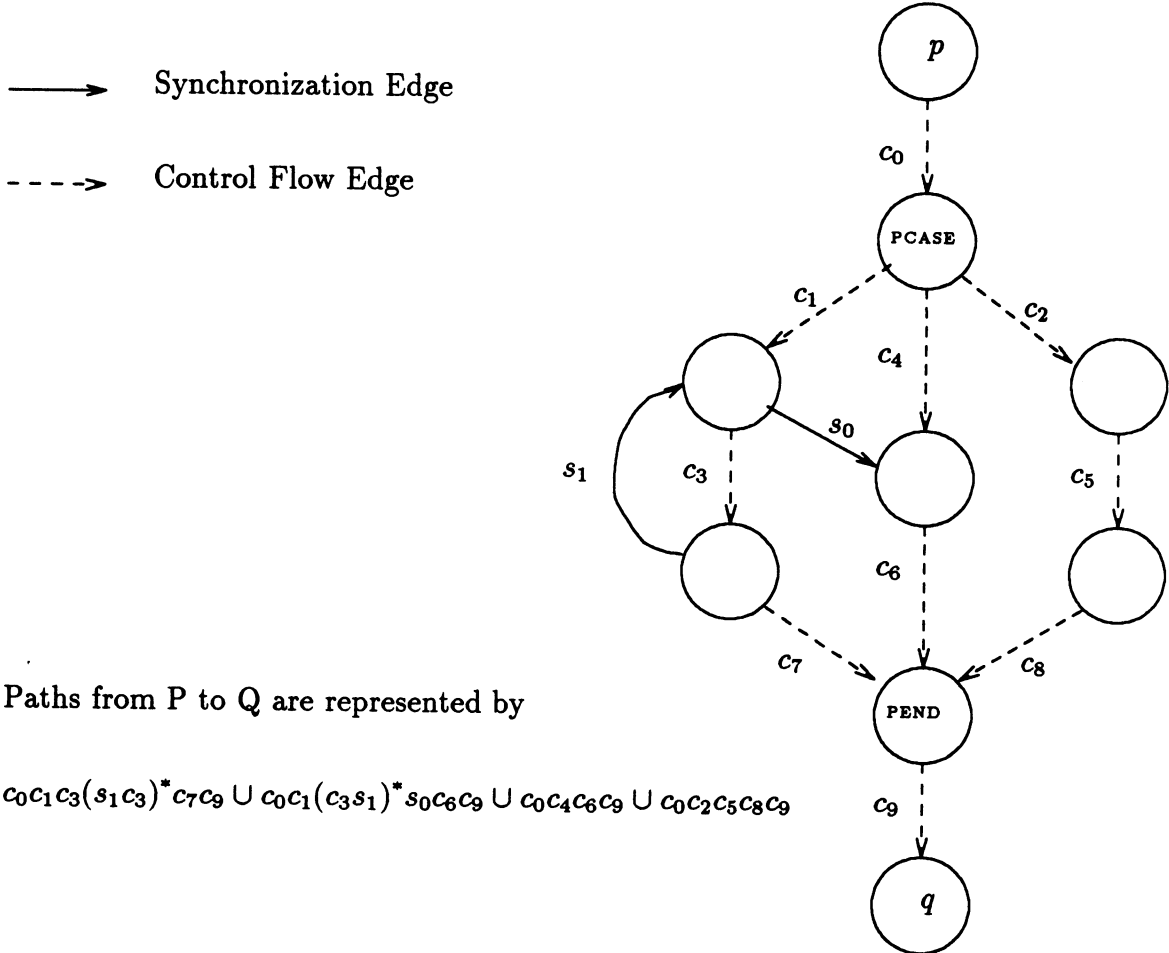 p
Synchronization Edge
c₀
Control Flow Edge
PCASE
c₁
c₂
c₄
s₀
s₁
c₃
c₅
c₆
c₇
c₈
Paths from P to Q are represented by
PEND
c₀c₁c₃(s₁c₃)*c₇c₉ ∪ c₀c₁(c₃s₁)*s₀c₆c₉ ∪ c₀c₄c₆c₉ ∪ c₀c₂c₅c₈c₉
c₉
q